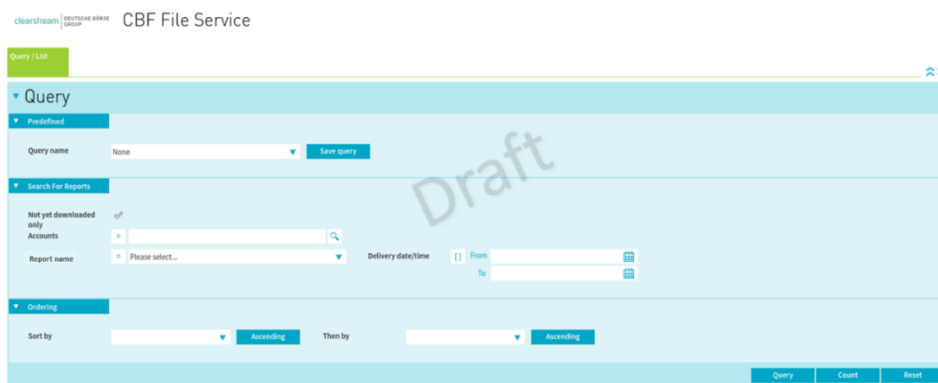 clearstream | DEUTSCHE BÖRSE GROUP CBF File Service
Query / List
Query
Predefined
Query name None Save query
Draft
Search For Reports
Not yet downloaded only
Accounts =
Report name = Please select... Delivery date/time [ ] From
To
Ordering
Sort by Ascending Then by Ascending
Query Count Reset